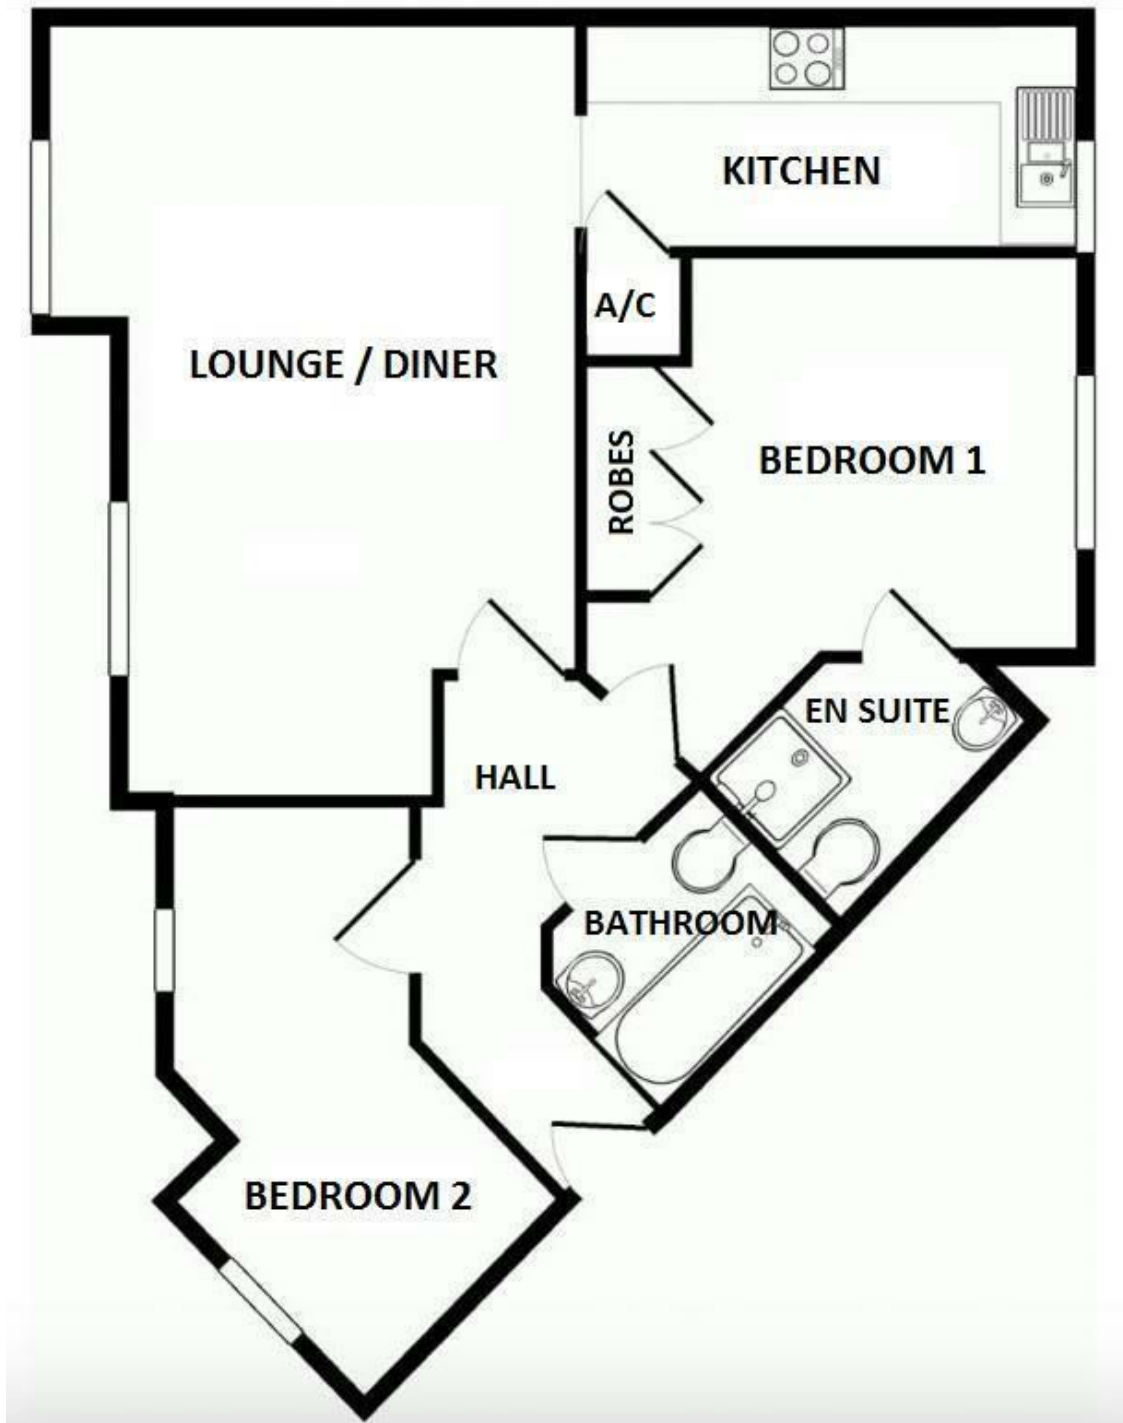 KITCHEN
A/C
LOUNGE / DINER
ROBES
BEDROOM 1
EN SUITE
HALL
BATHROOM
BEDROOM 2